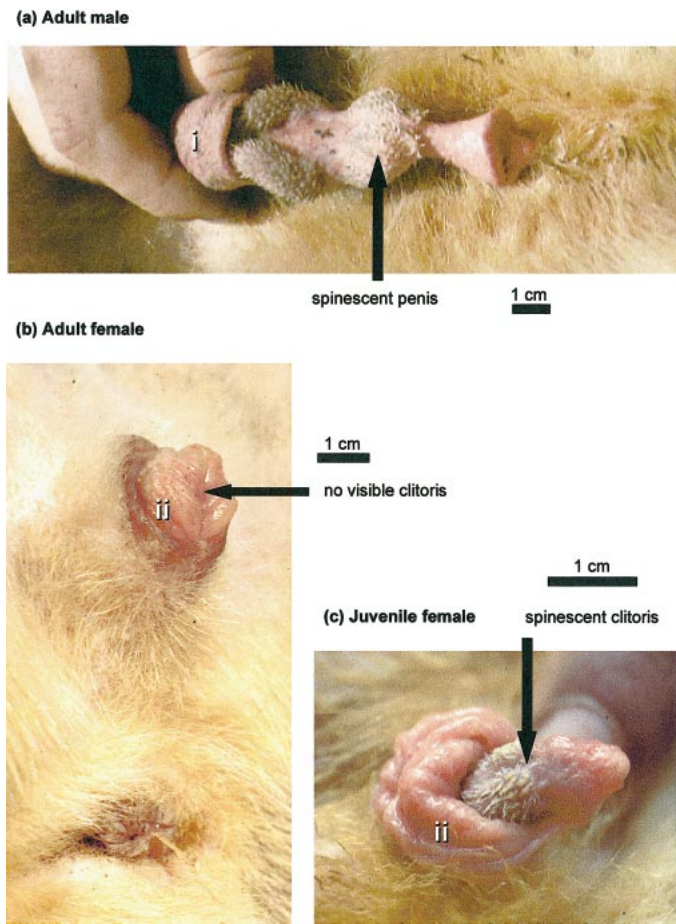 (a) Adult male
i
spinescent penis
1 cm
(b) Adult female
1 cm
ii
no visible clitoris
1 cm
(c) Juvenile female
spinescent clitoris
ii